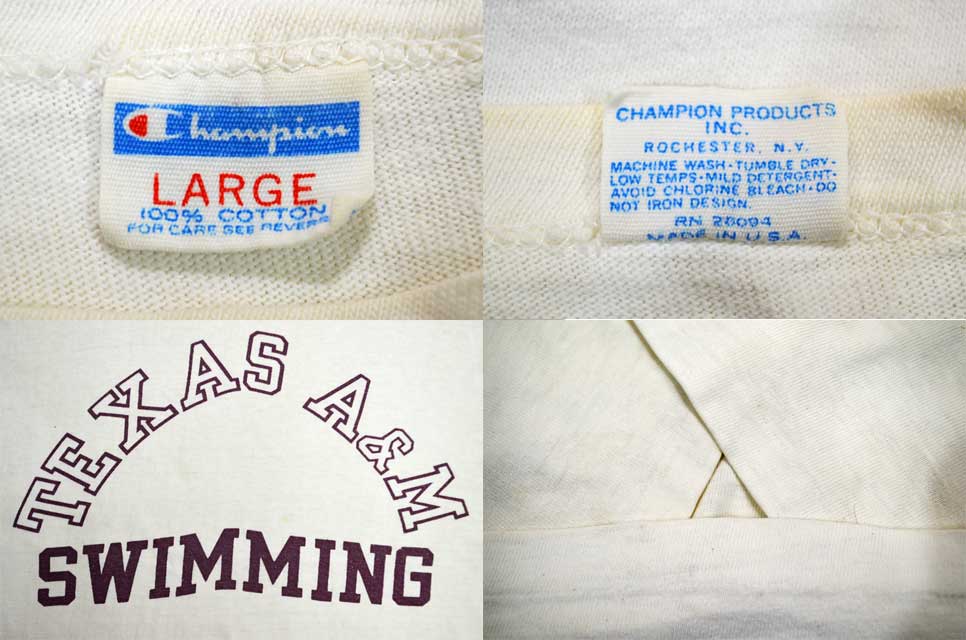 Champion
LARGE
100% COTTON
FOR CARE SEE REVERSE
CHAMPION PRODUCTS
INC.
ROCHESTER, N.Y.
MACHINE WASH·TUMBLE DRY·
LOW TEMPS·MILD DETERGENT·
AVOID CHLORINE BLEACH·DO
NOT IRON DESIGN.
RN 26094
MADE IN U.S.A.
TEXAS A&M
SWIMMING